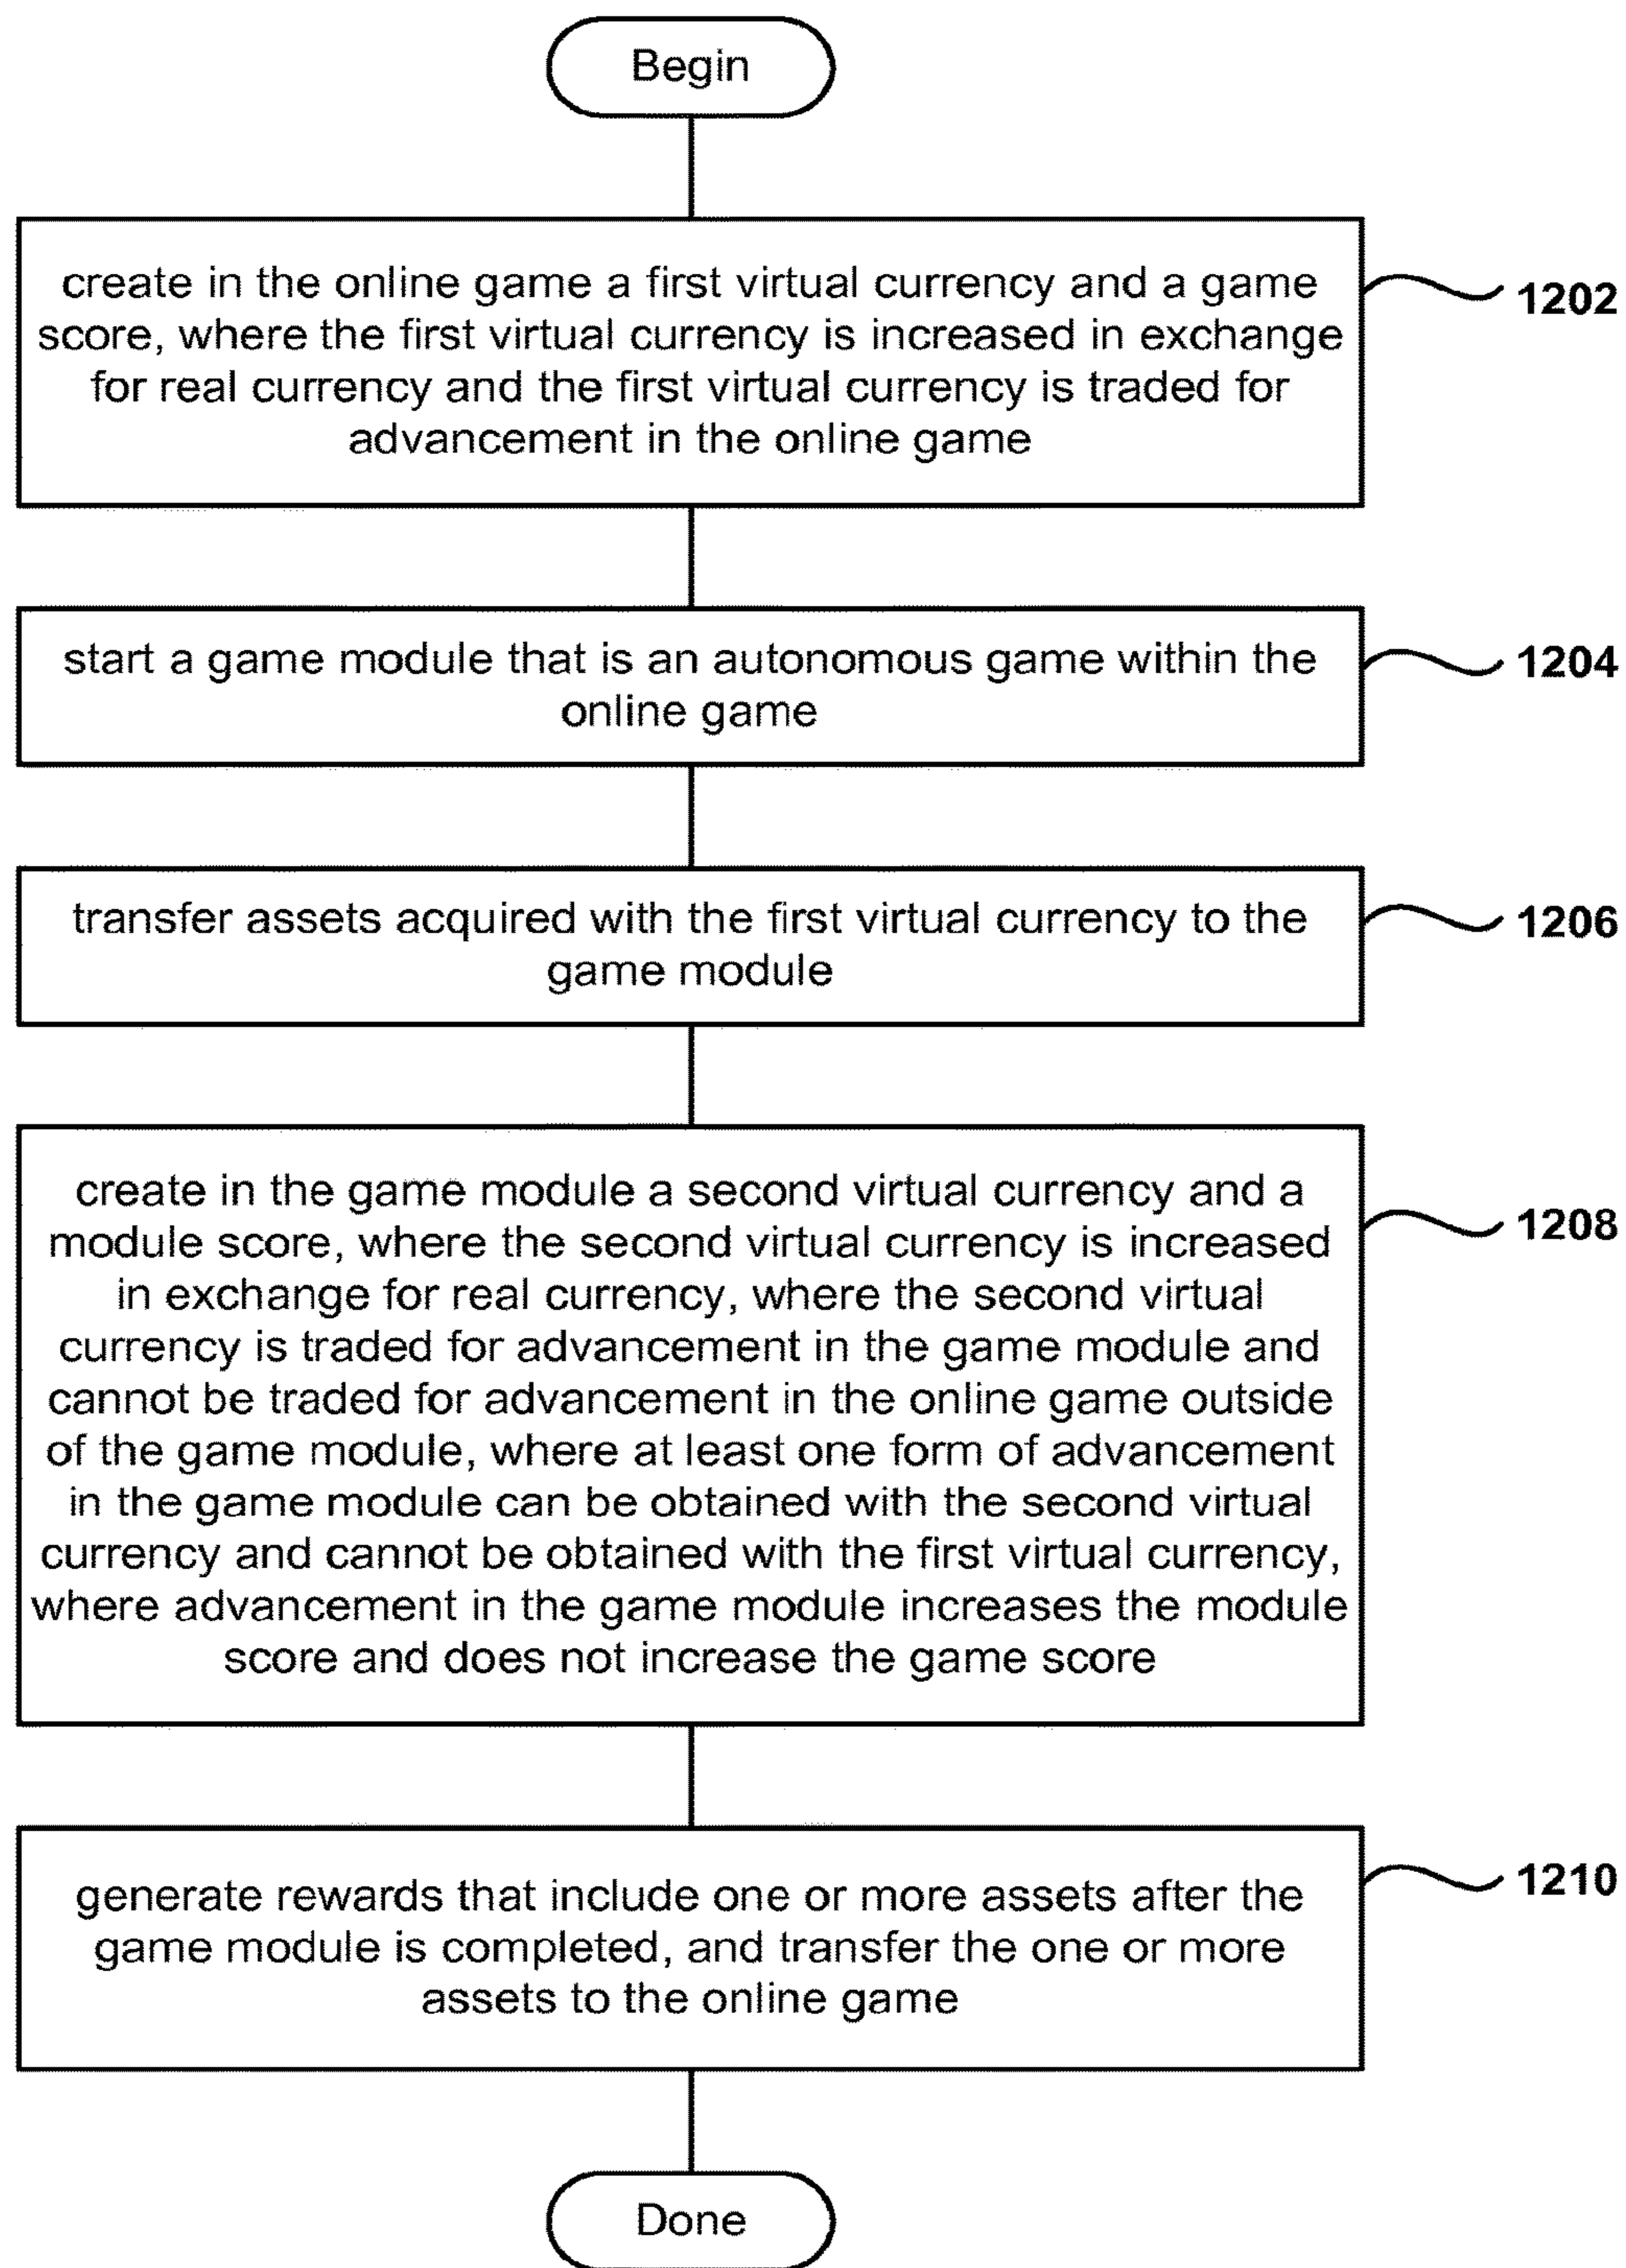 Begin
create in the online game a first virtual currency and a game
score, where the first virtual currency is increased in exchange
for real currency and the first virtual currency is traded for
advancement in the online game
1202
start a game module that is an autonomous game within the
online game
1204
transfer assets acquired with the first virtual currency to the
game module
1206
create in the game module a second virtual currency and a
module score, where the second virtual currency is increased
in exchange for real currency, where the second virtual
currency is traded for advancement in the game module and
cannot be traded for advancement in the online game outside
of the game module, where at least one form of advancement
in the game module can be obtained with the second virtual
currency and cannot be obtained with the first virtual currency,
where advancement in the game module increases the module
score and does not increase the game score
1208
generate rewards that include one or more assets after the
game module is completed, and transfer the one or more
assets to the online game
1210
Done